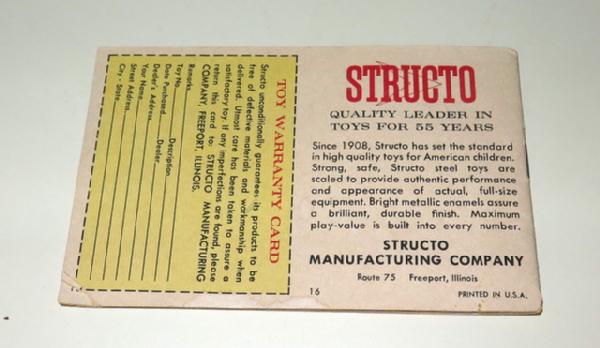 STRUCTO
QUALITY LEADER IN
TOYS FOR 55 YEARS
Since 1908, Structo has set the standard
in high quality toys for American children.
Strong, safe, Structo steel toys are
scaled to provide authentic performance
and appearance of actual, full-size
equipment. Bright metallic enamels assure
a brilliant, durable finish. Maximum
play-value is built into every number.
STRUCTO
MANUFACTURING COMPANY
Route 75 Freeport, Illinois
16
PRINTED IN U.S.A.
TOY WARRANTY CARD
Structo unconditionally guarantees its products to be
free of defective materials and workmanship when
delivered. Utmost care has been taken to assure a
satisfactory toy. If any imperfections are found, please
return this card to: STRUCTO MANUFACTURING
COMPANY, FREEPORT, ILLINOIS.
Remarks
Toy No. Description
Date Purchased Dealer
Dealer's Address
Your Name
Street Address
City - State